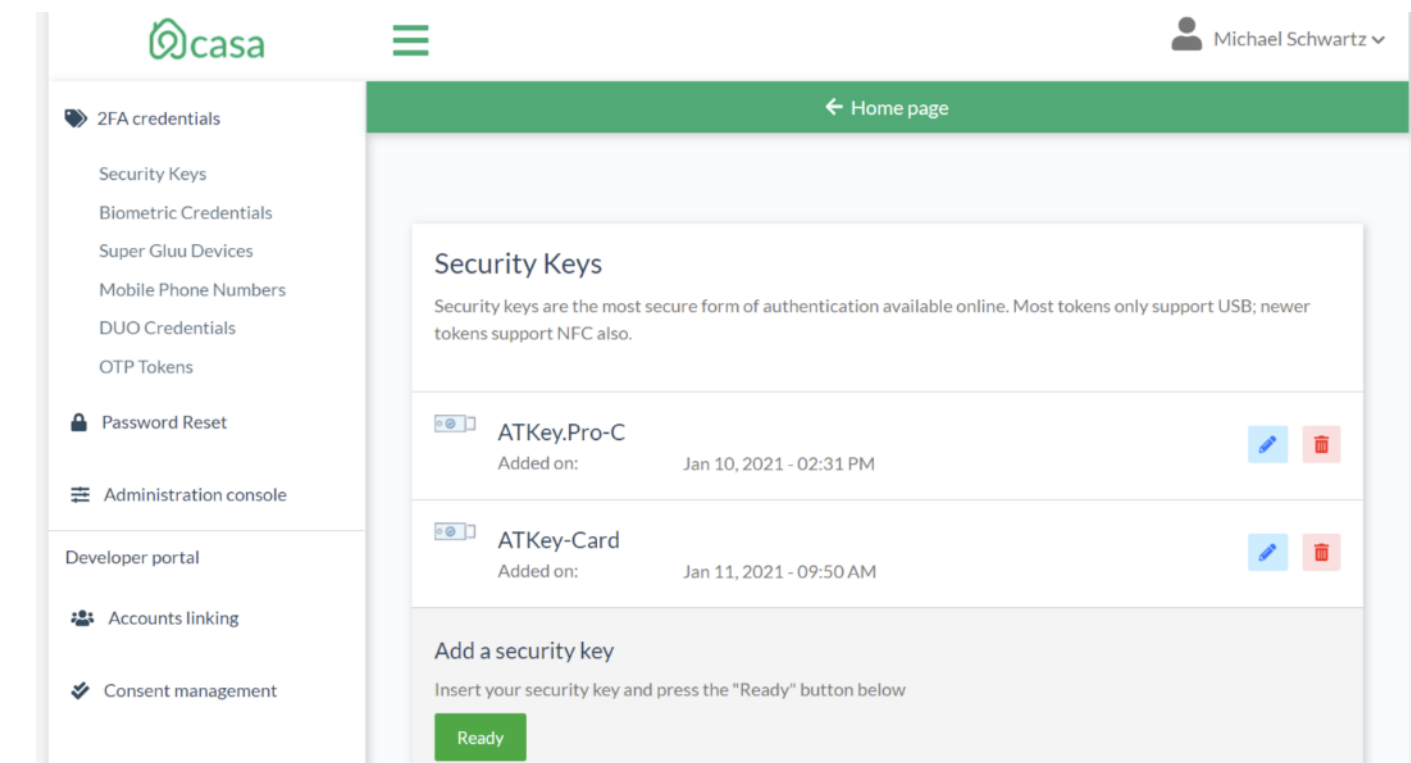 casa
Michael Schwartz
2FA credentials
Security Keys
Biometric Credentials
Super Gluu Devices
Mobile Phone Numbers
DUO Credentials
OTP Tokens
Password Reset
Administration console
Developer portal
Accounts linking
Consent management
Home page
Security Keys
Security keys are the most secure form of authentication available online. Most tokens only support USB; newer
tokens support NFC also.
ATKey.Pro-C
Added on: Jan 10, 2021 - 02:31 PM
ATKey-Card
Added on: Jan 11, 2021 - 09:50 AM
Add a security key
Insert your security key and press the "Ready" button below
Ready